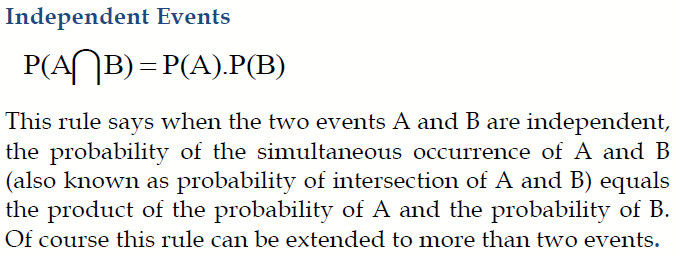 Independent Events
P(A⋂B) = P(A).P(B)
This rule says when the two events A and B are independent,
the probability of the simultaneous occurrence of A and B
(also known as probability of intersection of A and B) equals
the product of the probability of A and the probability of B.
Of course this rule can be extended to more than two events.